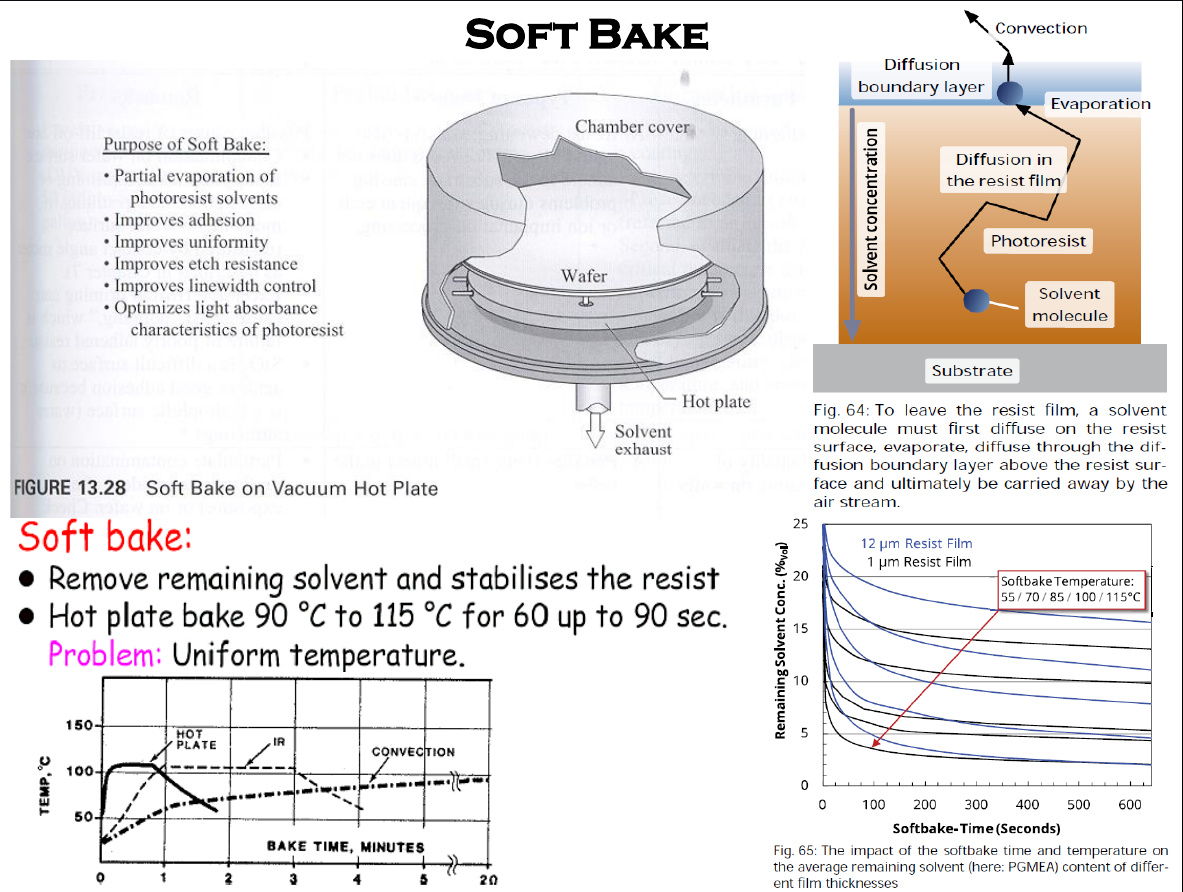 SOFT BAKE
Purpose of Soft Bake:
• Partial evaporation of
photoresist solvents
• Improves adhesion
• Improves uniformity
• Improves etch resistance
• Improves linewidth control
• Optimizes light absorbance
characteristics of photoresist
Chamber cover
Wafer
Hot plate
Solvent
exhaust
FIGURE 13.28 Soft Bake on Vacuum Hot Plate
Convection
Diffusion
boundary layer
Evaporation
Solvent concentration
Diffusion in
the resist film
Photoresist
Solvent
molecule
Substrate
Fig. 64: To leave the resist film, a solvent
molecule must first diffuse on the resist
surface, evaporate, diffuse through the dif-
fusion boundary layer above the resist sur-
face and ultimately be carried away by the
air stream.
Soft bake:
● Remove remaining solvent and stabilises the resist
● Hot plate bake 90 °C to 115 °C for 60 up to 90 sec.
Problem: Uniform temperature.
TEMP, °C
150
100
50
HOT
PLATE
IR
CONVECTION
BAKE TIME, MINUTES
0 1 2 3 4 5 20
Remaining Solvent Conc. (%vol)
25
20
15
10
5
0
12 µm Resist Film
1 µm Resist Film
Softbake Temperature:
55 / 70 / 85 / 100 / 115°C
0 100 200 300 400 500 600
Softbake-Time (Seconds)
Fig. 65: The impact of the softbake time and temperature on
the average remaining solvent (here: PGMEA) content of differ-
ent film thicknesses